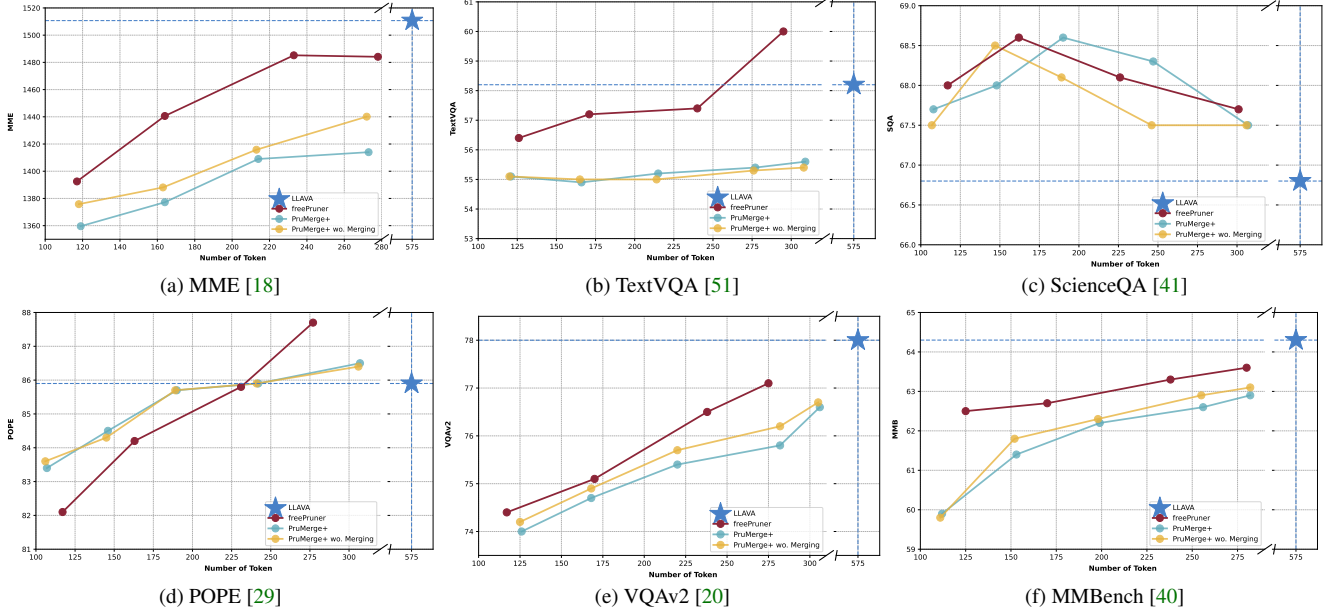 1520
1500
1480
1460
1440
1420
1400
1380
1360
MME
100 120 140 160 180 200 220 240 260 280 575
Number of Token
LLAVA
freePruner
PruMerge+
PruMerge+ wo. Merging
(a) MME [18]
61
60
59
58
57
56
55
54
53
TextVQA
100 125 150 175 200 225 250 275 300 575
Number of Token
LLAVA
freePruner
PruMerge+
PruMerge+ wo. Merging
(b) TextVQA [51]
69.0
68.5
68.0
67.5
67.0
66.5
66.0
SQA
100 125 150 175 200 225 250 275 300 575
Number of Token
LLAVA
freePruner
PruMerge+
PruMerge+ wo. Merging
(c) ScienceQA [41]
88
87
86
85
84
83
82
81
POPE
100 125 150 175 200 225 250 275 300 575
Number of Token
LLAVA
freePruner
PruMerge+
PruMerge+ wo. Merging
(d) POPE [29]
78
77
76
75
74
VQAv2
100 125 150 175 200 225 250 275 300 575
Number of Token
LLAVA
freePruner
PruMerge+
PruMerge+ wo. Merging
(e) VQAv2 [20]
65
64
63
62
61
60
59
MMB
100 125 150 175 200 225 250 275 575
Number of Token
LLAVA
freePruner
PruMerge+
PruMerge+ wo. Merging
(f) MMBench [40]